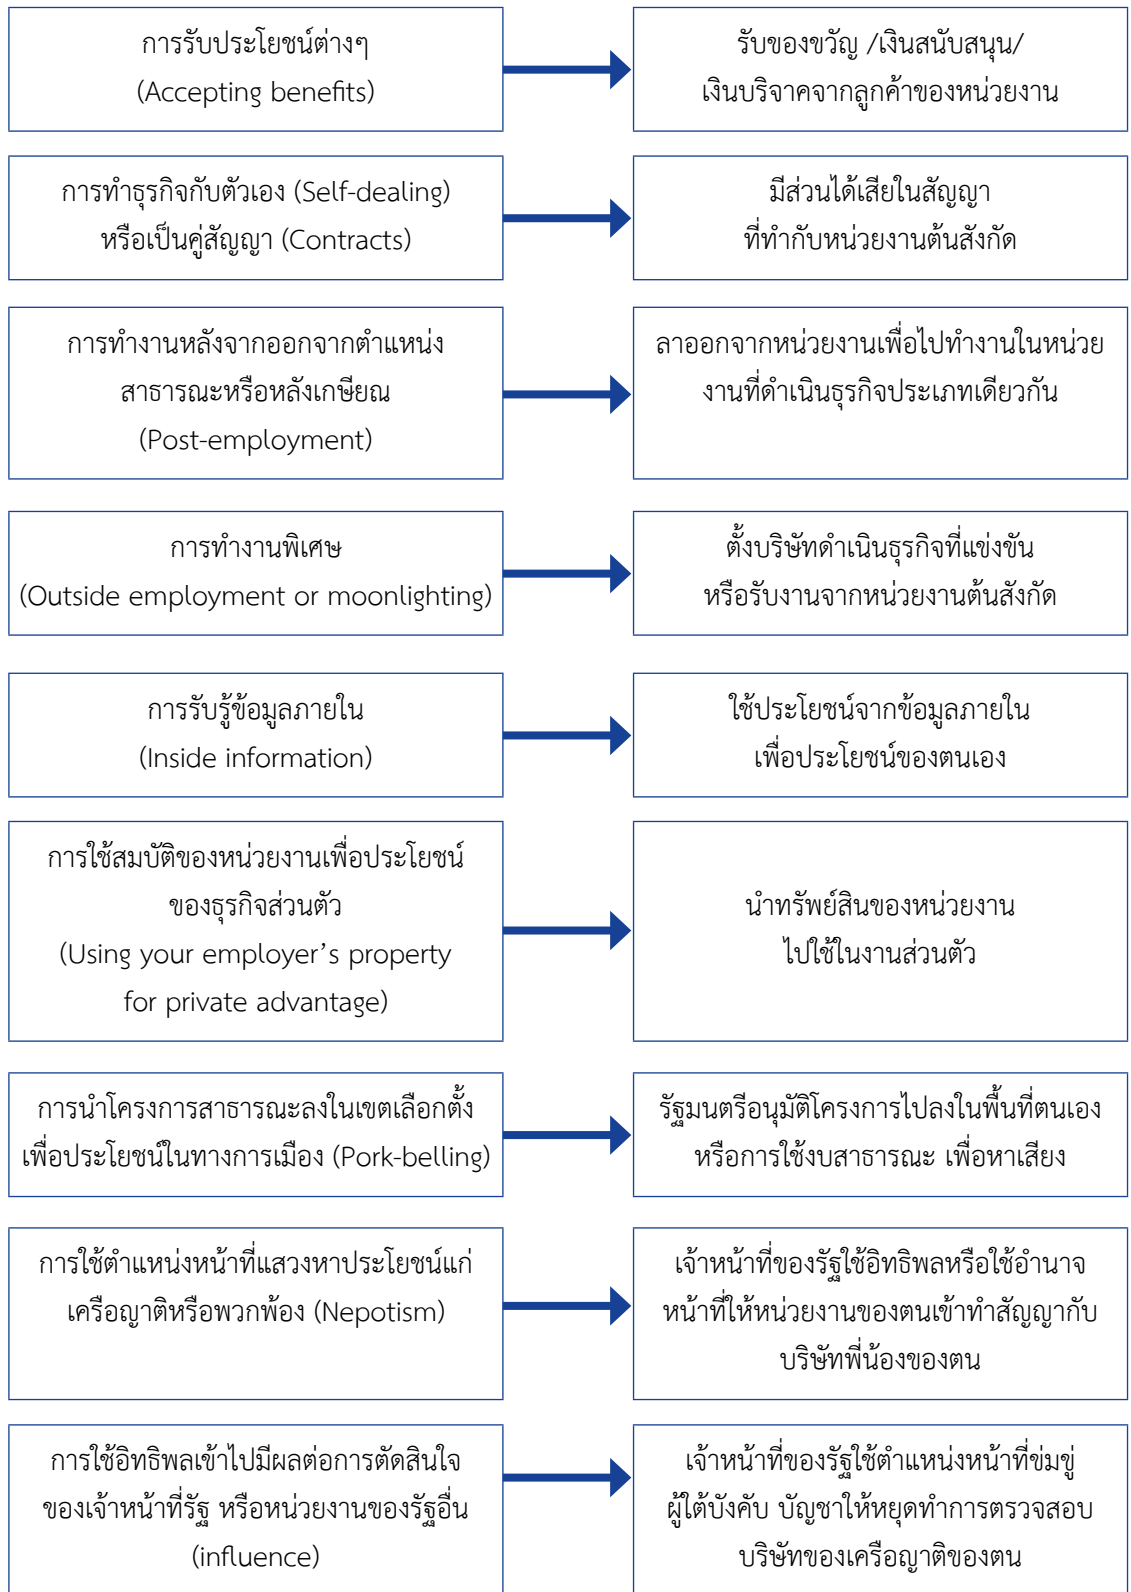 การรับประโยชน์ต่างๆ
(Accepting benefits)
รับของขวัญ /เงินสนับสนุน/
เงินบริจาคจากลูกค้าของหน่วยงาน
การทำธุรกิจกับตัวเอง (Self-dealing)
หรือเป็นคู่สัญญา (Contracts)
มีส่วนได้เสียในสัญญา
ที่ทำกับหน่วยงานต้นสังกัด
การทำงานหลังจากออกจากตำแหน่ง
สาธารณะหรือหลังเกษียณ
(Post-employment)
ลาออกจากหน่วยงานเพื่อไปทำงานในหน่วย
งานที่ดำเนินธุรกิจประเภทเดียวกัน
การทำงานพิเศษ
(Outside employment or moonlighting)
ตั้งบริษัทดำเนินธุรกิจที่แข่งขัน
หรือรับงานจากหน่วยงานต้นสังกัด
การรับรู้ข้อมูลภายใน
(Inside information)
ใช้ประโยชน์จากข้อมูลภายใน
เพื่อประโยชน์ของตนเอง
การใช้สมบัติของหน่วยงานเพื่อประโยชน์
ของธุรกิจส่วนตัว
(Using your employer’s property
for private advantage)
นำทรัพย์สินของหน่วยงาน
ไปใช้ในงานส่วนตัว
การนำโครงการสาธารณะลงในเขตเลือกตั้ง
เพื่อประโยชน์ในทางการเมือง (Pork-belling)
รัฐมนตรีอนุมัติโครงการไปลงในพื้นที่ตนเอง
หรือการใช้งบสาธารณะ เพื่อหาเสียง
การใช้ตำแหน่งหน้าที่แสวงหาประโยชน์แก่
เครือญาติหรือพวกพ้อง (Nepotism)
เจ้าหน้าที่ของรัฐใช้อิทธิพลหรือใช้อำนาจ
หน้าที่ให้หน่วยงานของตนเข้าทำสัญญากับ
บริษัทพี่น้องของตน
การใช้อิทธิพลเข้าไปมีผลต่อการตัดสินใจ
ของเจ้าหน้าที่รัฐ หรือหน่วยงานของรัฐอื่น
(influence)
เจ้าหน้าที่ของรัฐใช้ตำแหน่งหน้าที่ข่มขู่
ผู้ใต้บังคับ บัญชาให้หยุดทำการตรวจสอบ
บริษัทของเครือญาติของตน